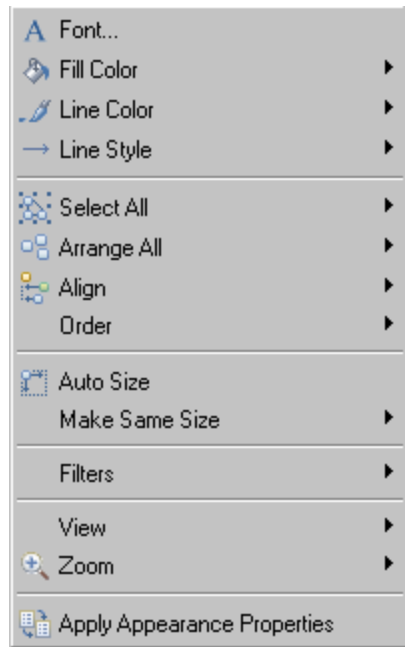 Font...
Fill Color
Line Color
Line Style
Select All
Arrange All
Align
Order
Auto Size
Make Same Size
Filters
View
Zoom
Apply Appearance Properties